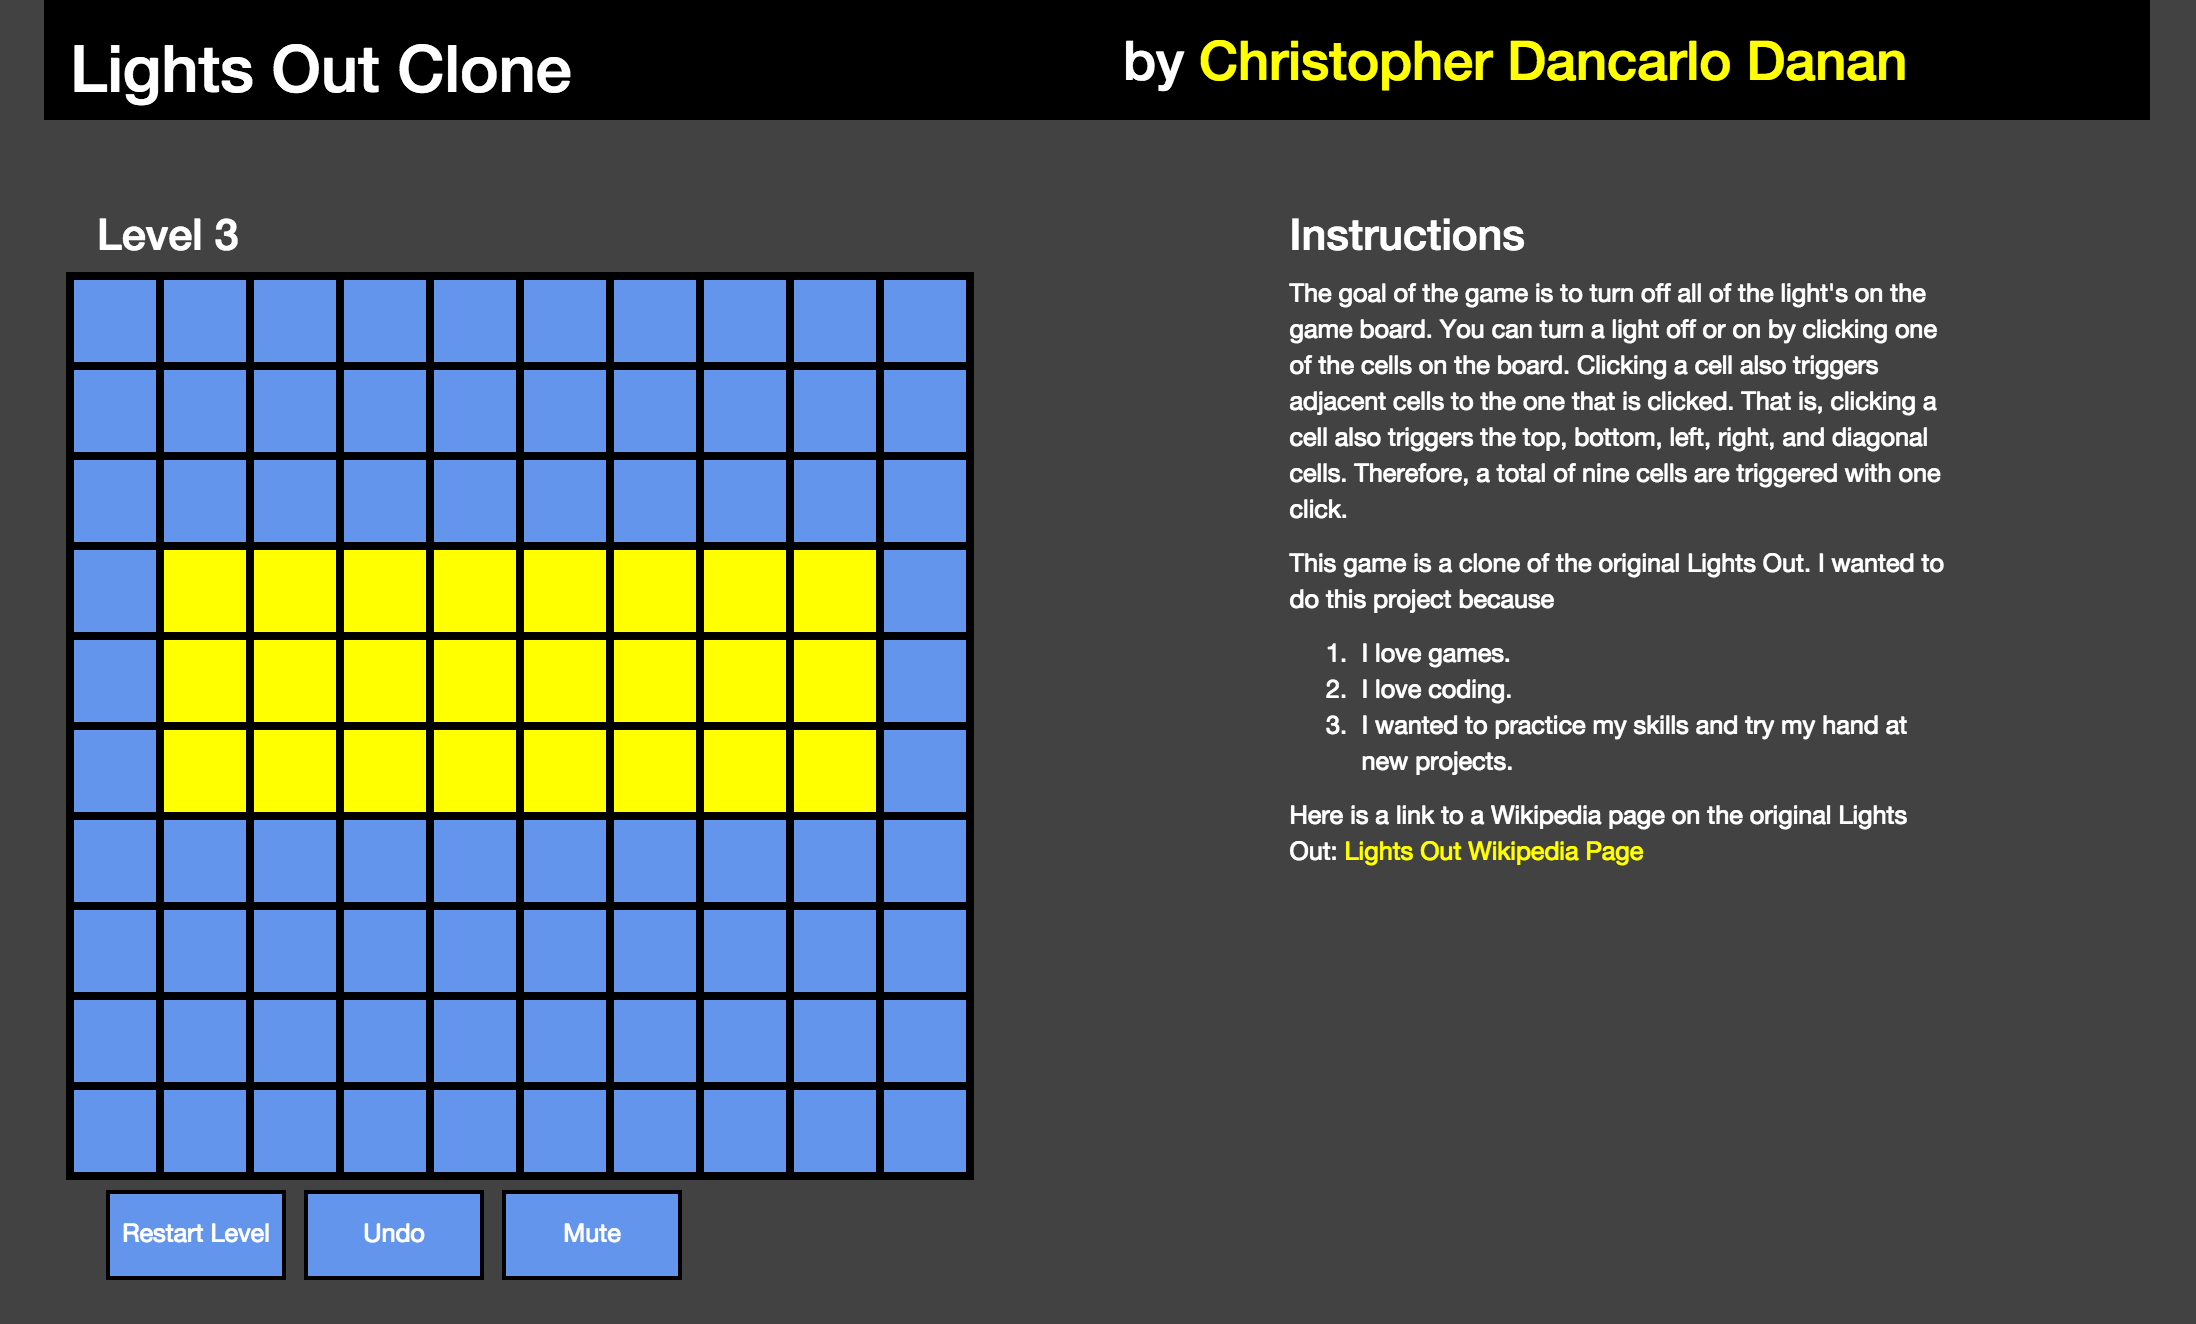 Lights Out Clone
by Christopher Dancarlo Danan
Level 3
Restart Level
Undo
Mute
Instructions
The goal of the game is to turn off all of the light's on the
game board. You can turn a light off or on by clicking one
of the cells on the board. Clicking a cell also triggers
adjacent cells to the one that is clicked. That is, clicking a
cell also triggers the top, bottom, left, right, and diagonal
cells. Therefore, a total of nine cells are triggered with one
click.
This game is a clone of the original Lights Out. I wanted to
do this project because
1. I love games.
2. I love coding.
3. I wanted to practice my skills and try my hand at
new projects.
Here is a link to a Wikipedia page on the original Lights
Out: Lights Out Wikipedia Page